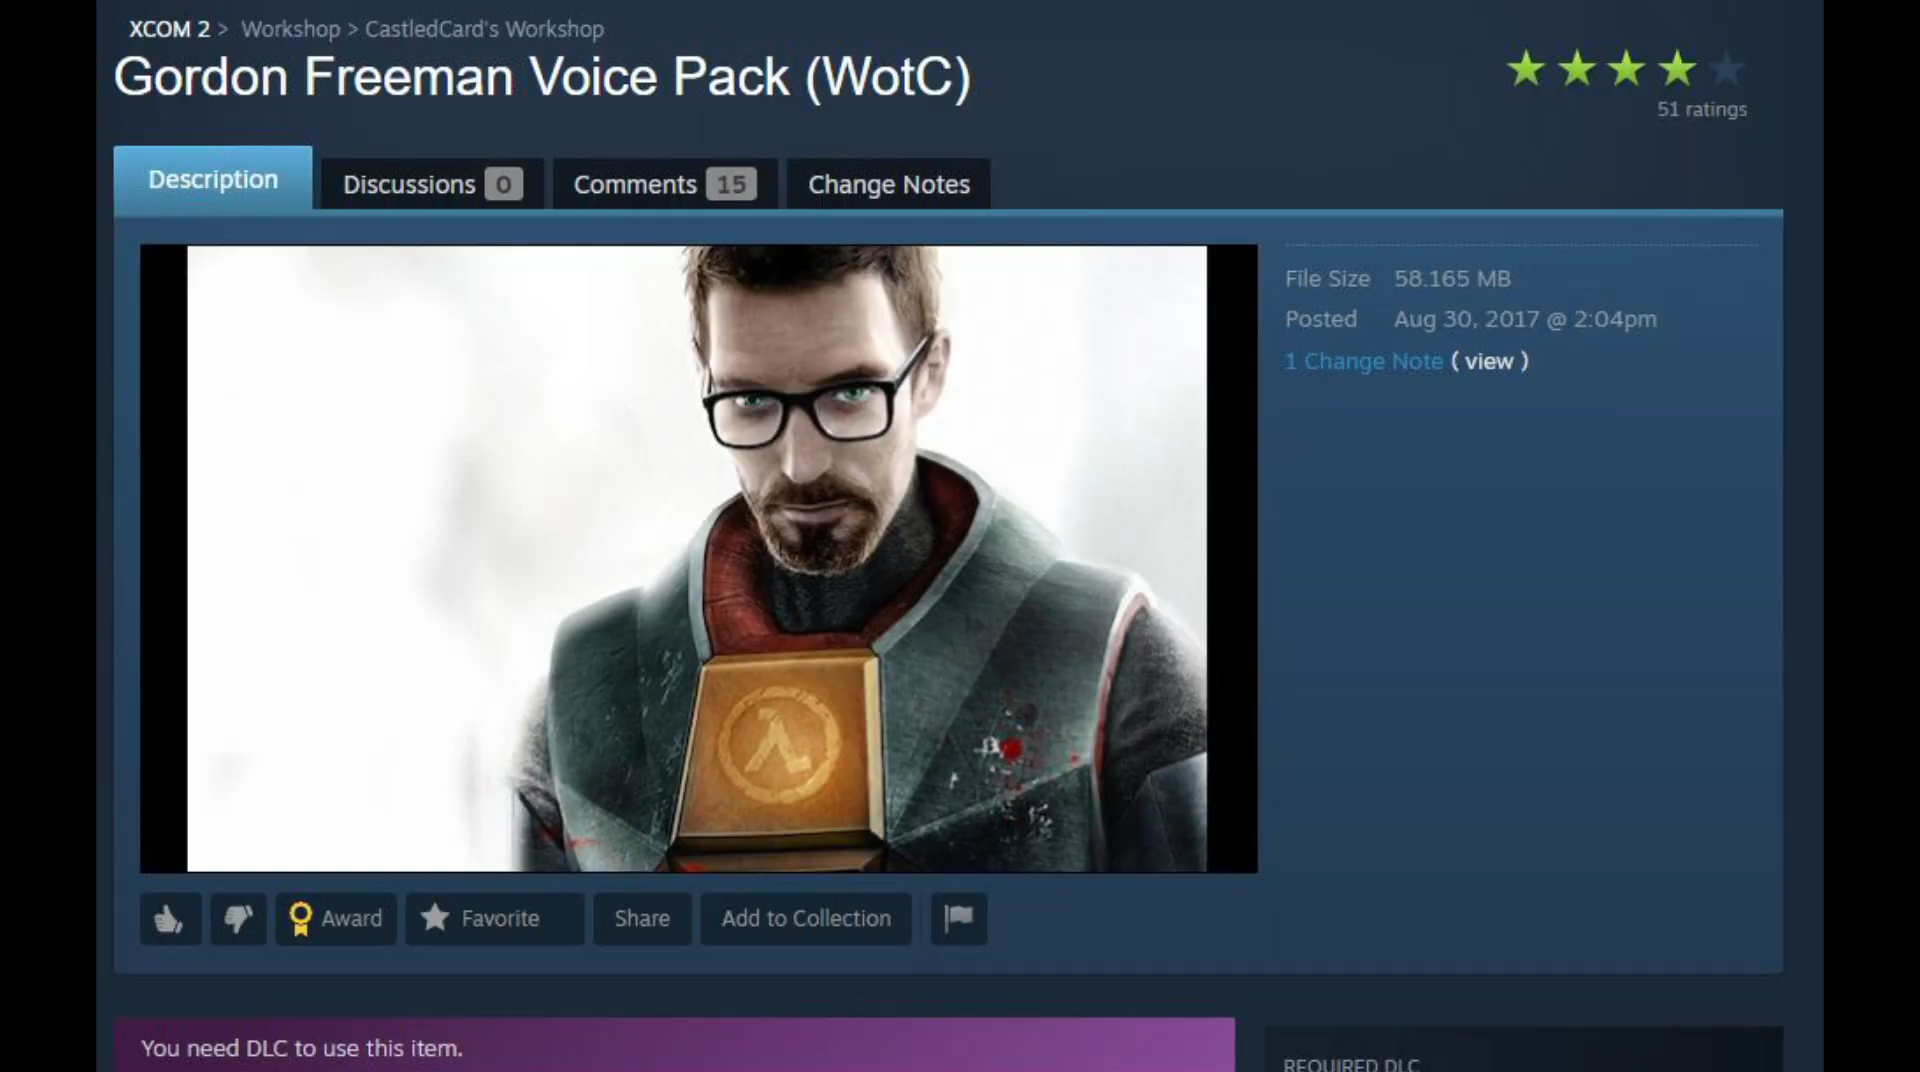 XCOM 2 > Workshop > CastledCard's Workshop
Gordon Freeman Voice Pack (WotC)
51 ratings
Description
Discussions 0
Comments 15
Change Notes
File Size 58.165 MB
Posted Aug 30, 2017 @ 2:04pm
1 Change Note ( view )
λ
Award
Favorite
Share
Add to Collection
You need DLC to use this item.
REQUIRED DLC